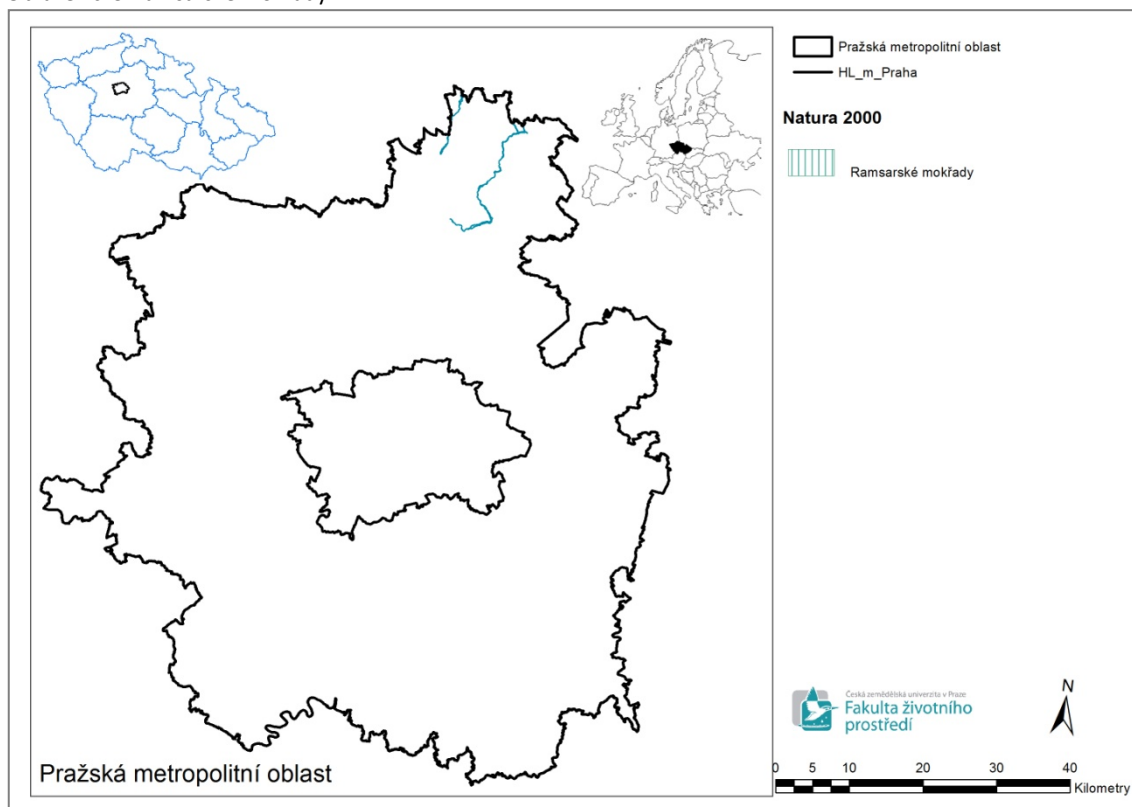 Pražská metropolitní oblast
HL_m_Praha
Natura 2000
Ramsarské mokřady
Pražská metropolitní oblast
Česká zemědělská univerzita v Praze
Fakulta životního
prostředí
N
0 5 10 20 30 40
Kilometry